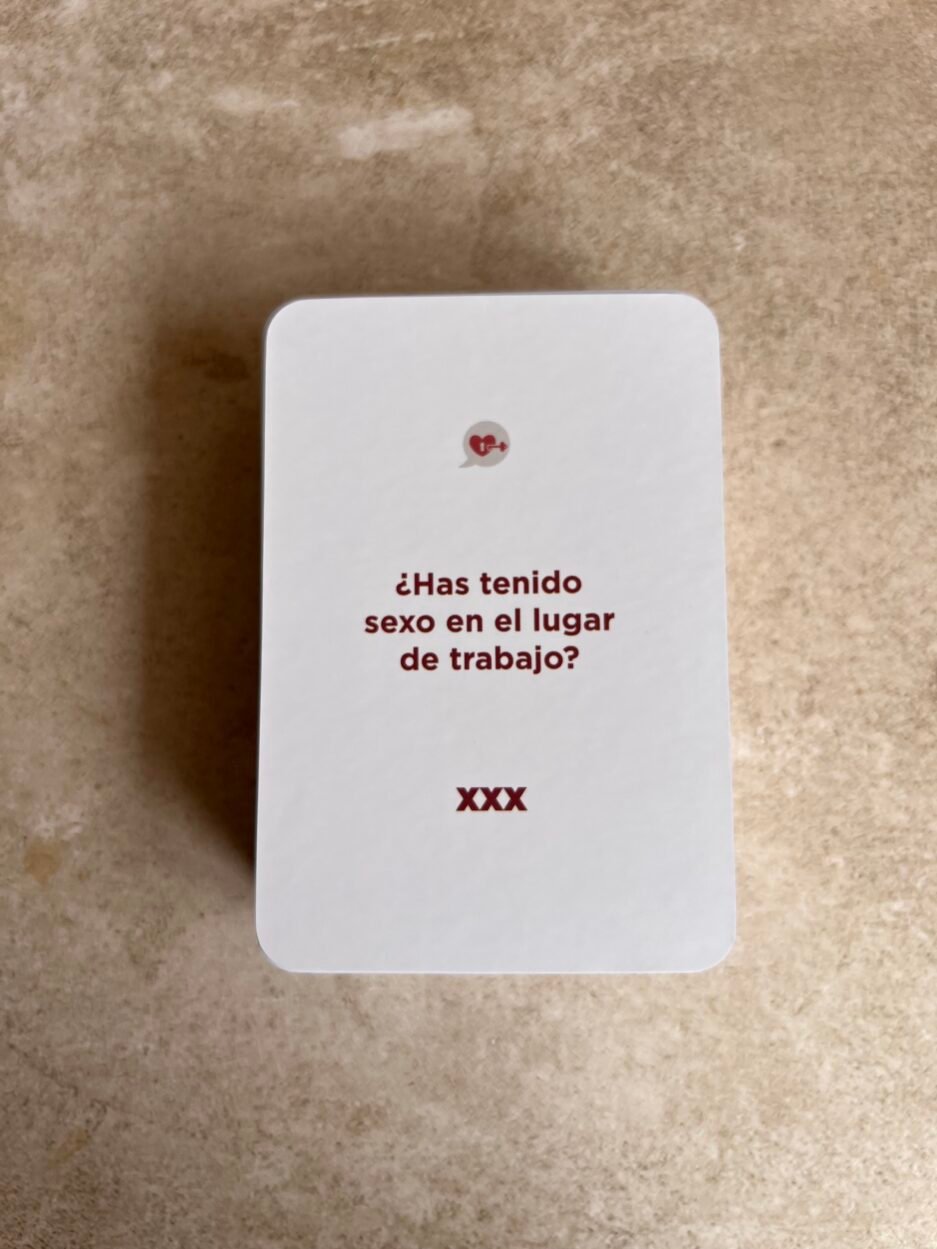 ¿Has tenido
sexo en el lugar
de trabajo?
XXX